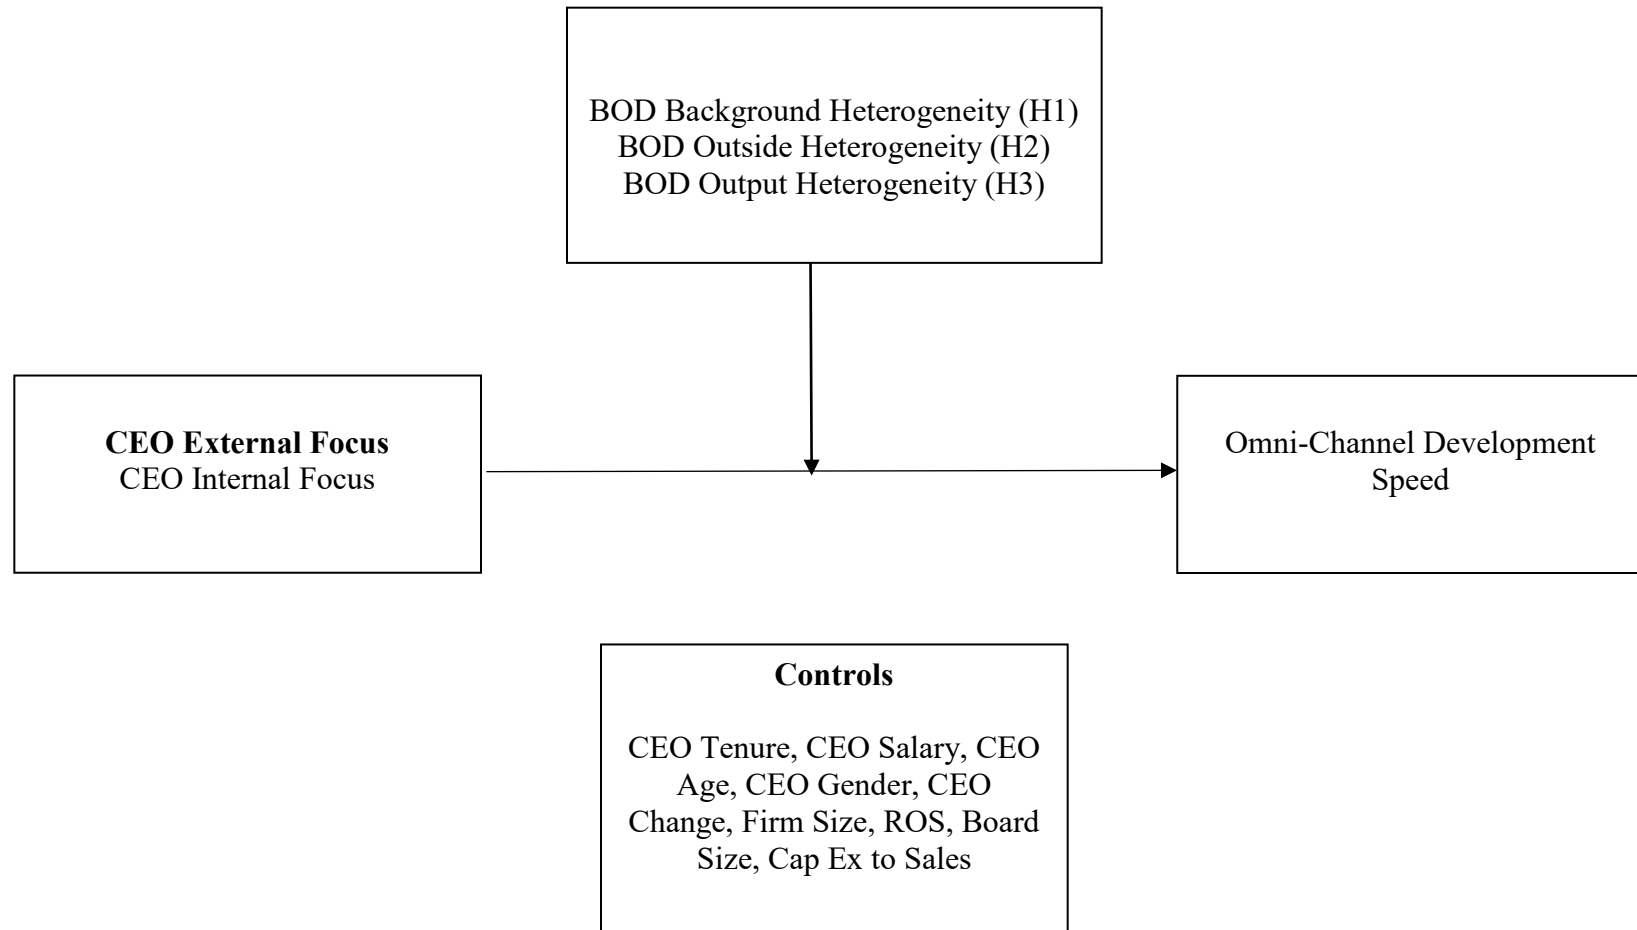 BOD Background Heterogeneity (H1)
BOD Outside Heterogeneity (H2)
BOD Output Heterogeneity (H3)
CEO External Focus
CEO Internal Focus
Omni-Channel Development
Speed
Controls
CEO Tenure, CEO Salary, CEO
Age, CEO Gender, CEO
Change, Firm Size, ROS, Board
Size, Cap Ex to Sales